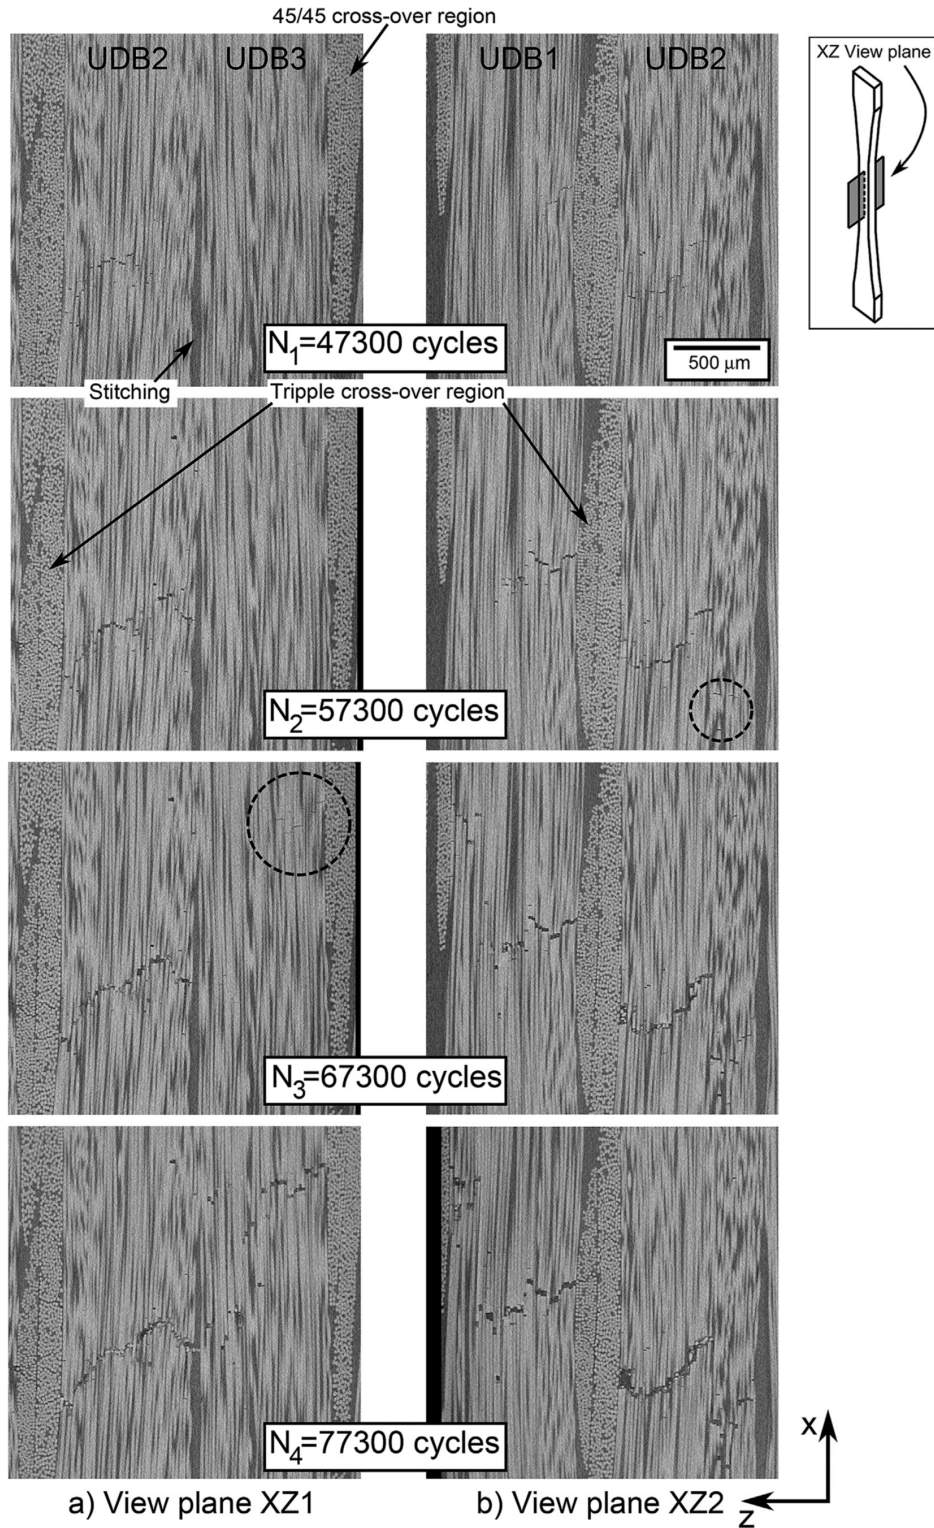 45/45 cross-over region
UDB2 UDB3 UDB1 UDB2
XZ View plane
N1=47300 cycles
500 μm
Stitching
Tripple cross-over region
N2=57300 cycles
N3=67300 cycles
N4=77300 cycles
x
z
a) View plane XZ1 b) View plane XZ2